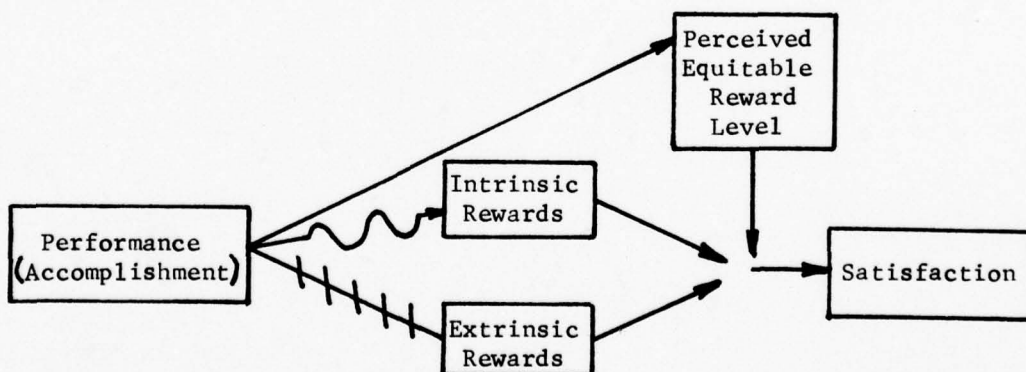 Perceived
Equitable
Reward
Level
Intrinsic
Rewards
Performance
(Accomplishment)
Satisfaction
Extrinsic
Rewards